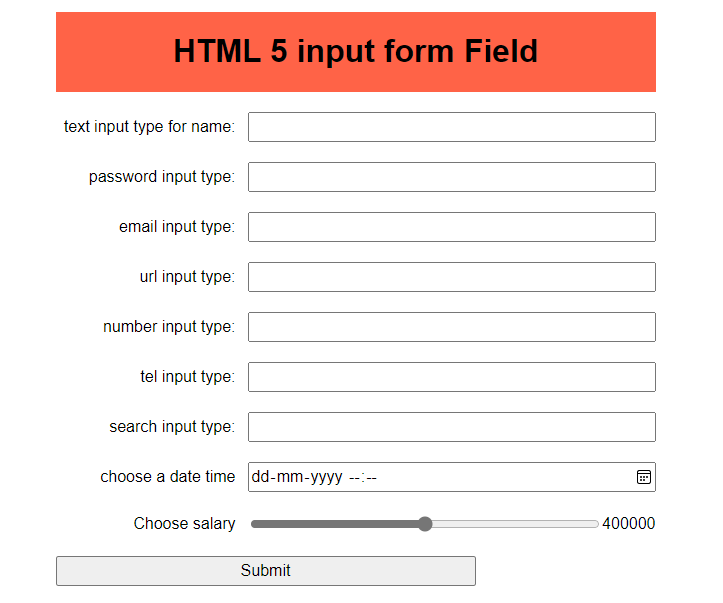 HTML 5 input form Field
text input type for name:
password input type:
email input type:
url input type:
number input type:
tel input type:
search input type:
choose a date time dd-mm-yyyy --:--
Choose salary 400000
Submit